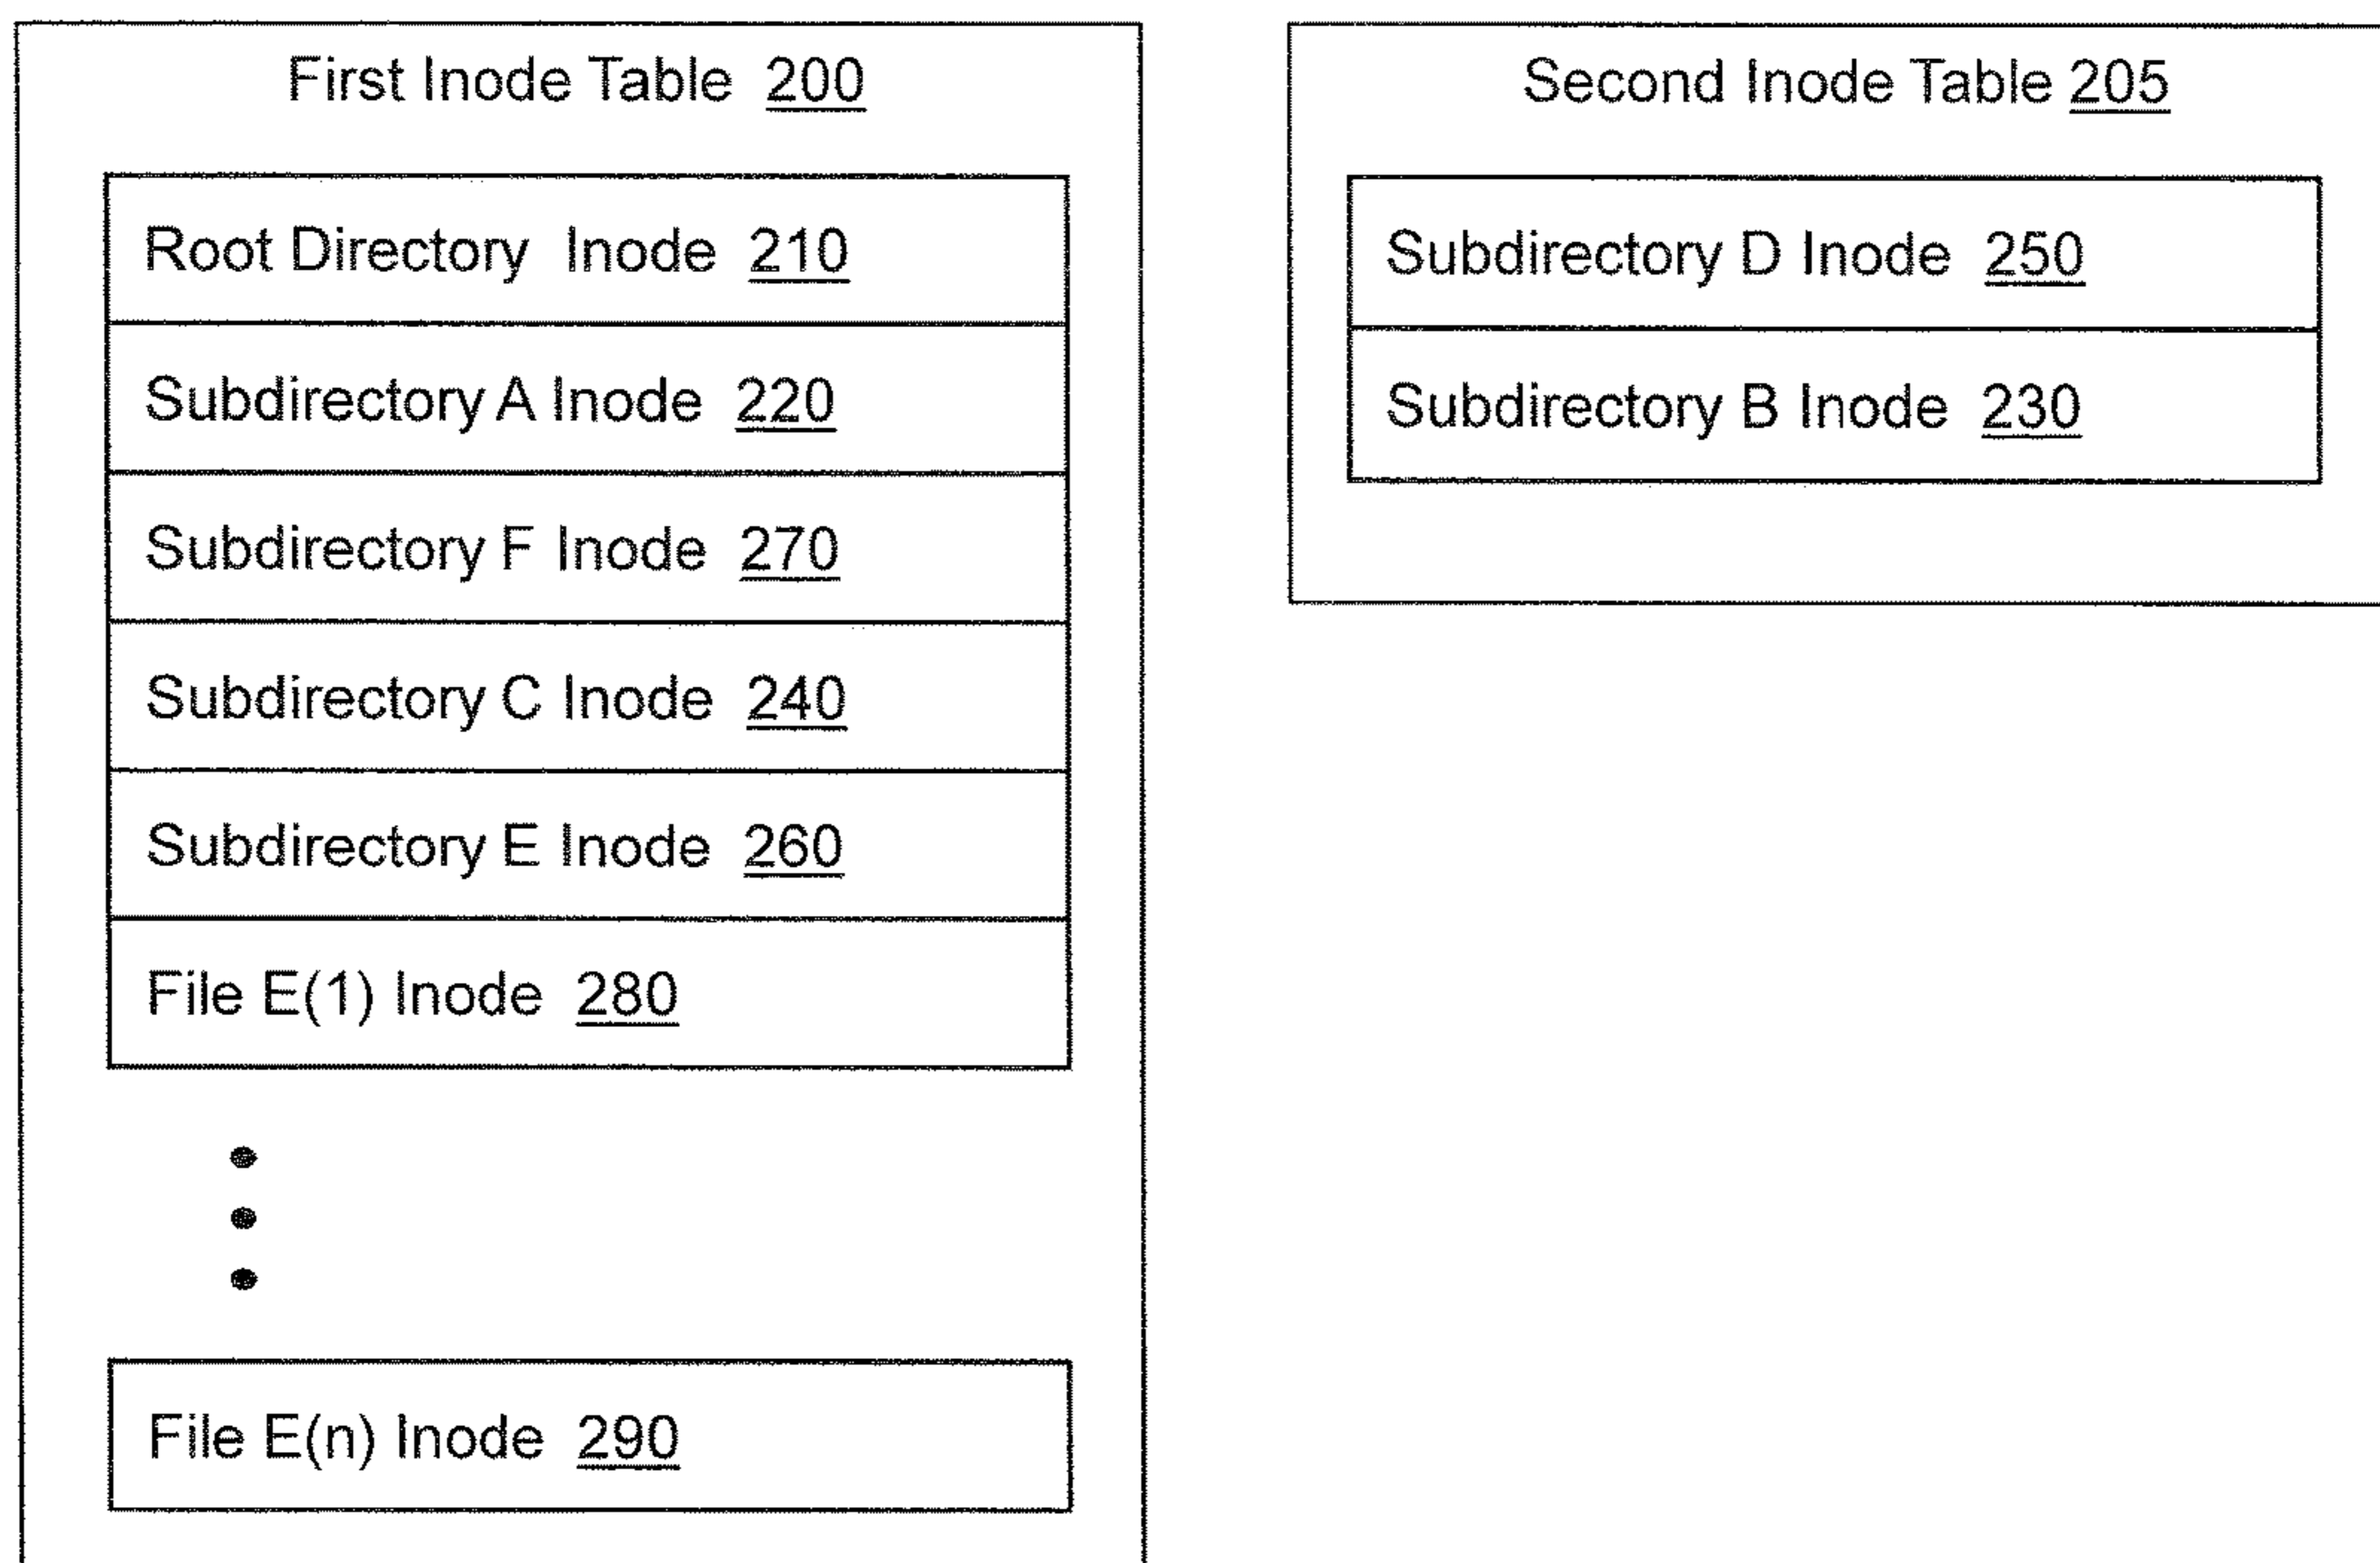 First Inode Table 200
Root Directory Inode 210
Subdirectory A Inode 220
Subdirectory F Inode 270
Subdirectory C Inode 240
Subdirectory E Inode 260
File E(1) Inode 280
File E(n) Inode 290
Second Inode Table 205
Subdirectory D Inode 250
Subdirectory B Inode 230